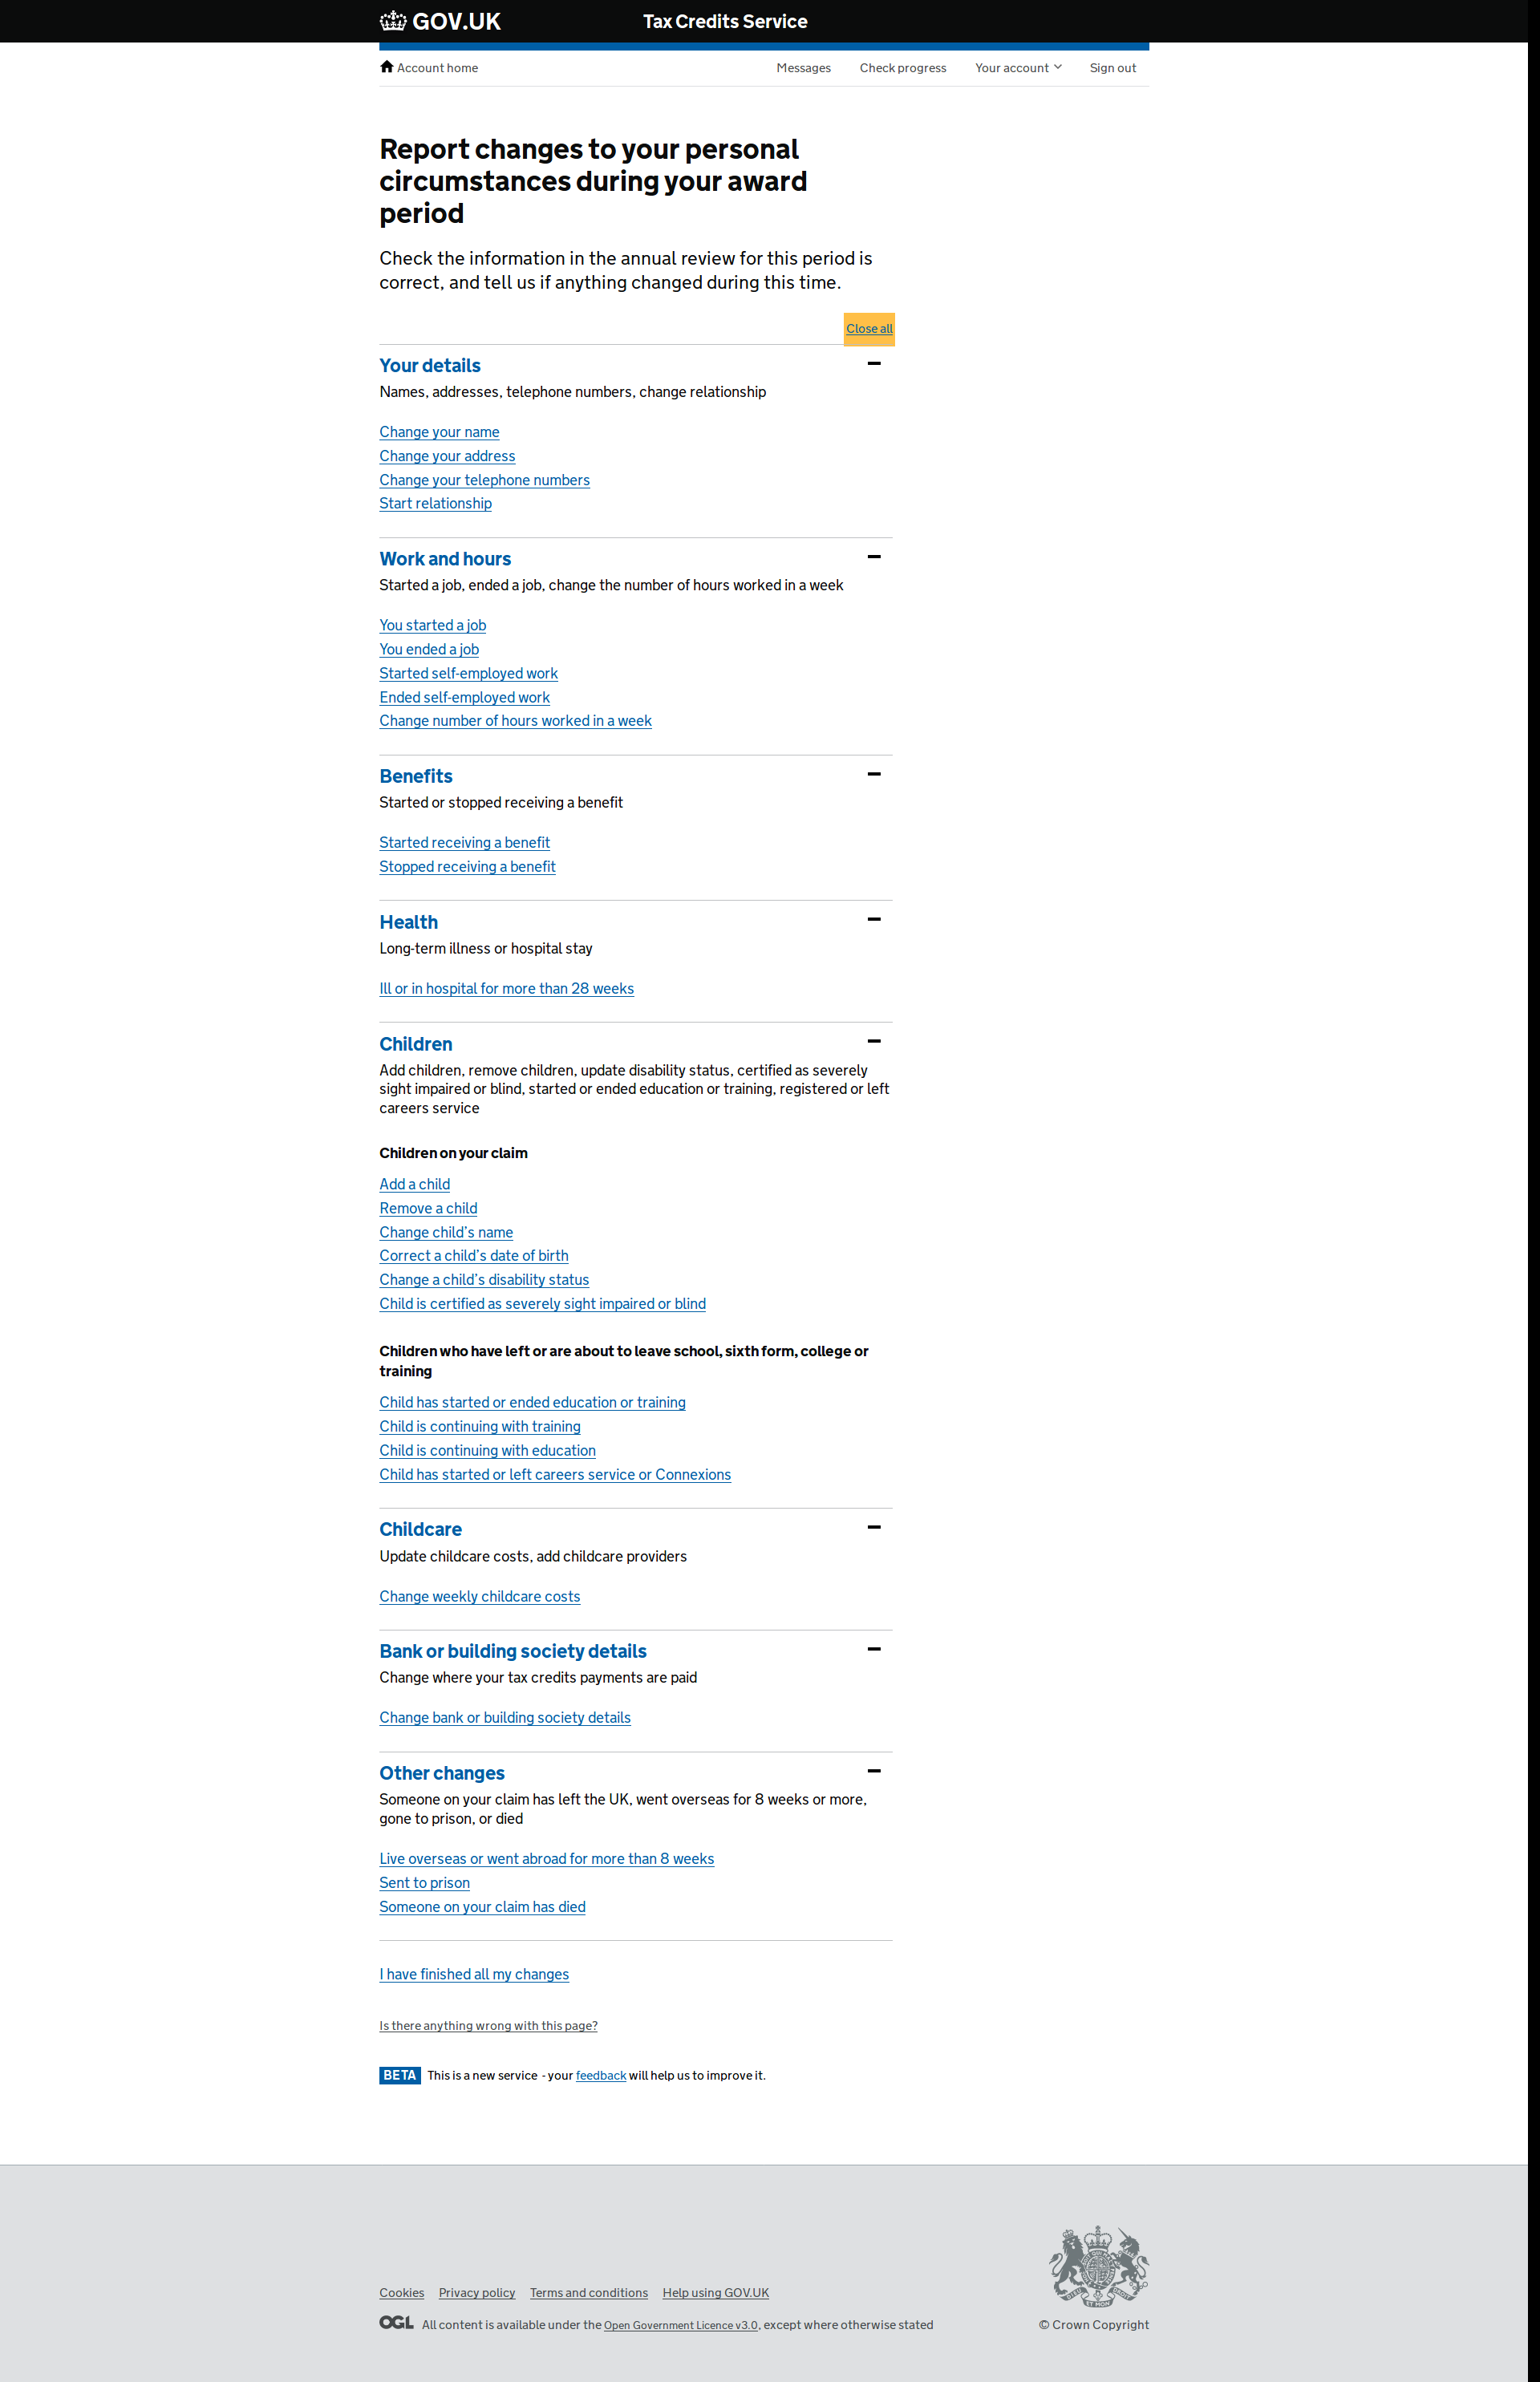 GOV.UK
Tax Credits Service
Account home
Messages
Check progress
Your account
Sign out
Report changes to your personal
circumstances during your award
period
Check the information in the annual review for this period is
correct, and tell us if anything changed during this time.
Close all
Your details
Names, addresses, telephone numbers, change relationship
Change your name
Change your address
Change your telephone numbers
Start relationship
Work and hours
Started a job, ended a job, change the number of hours worked in a week
You started a job
You ended a job
Started self-employed work
Ended self-employed work
Change number of hours worked in a week
Benefits
Started or stopped receiving a benefit
Started receiving a benefit
Stopped receiving a benefit
Health
Long-term illness or hospital stay
Ill or in hospital for more than 28 weeks
Children
Add children, remove children, update disability status, certified as severely
sight impaired or blind, started or ended education or training, registered or left
careers service
Children on your claim
Add a child
Remove a child
Change child’s name
Correct a child’s date of birth
Change a child’s disability status
Child is certified as severely sight impaired or blind
Children who have left or are about to leave school, sixth form, college or
training
Child has started or ended education or training
Child is continuing with training
Child is continuing with education
Child has started or left careers service or Connexions
Childcare
Update childcare costs, add childcare providers
Change weekly childcare costs
Bank or building society details
Change where your tax credits payments are paid
Change bank or building society details
Other changes
Someone on your claim has left the UK, went overseas for 8 weeks or more,
gone to prison, or died
Live overseas or went abroad for more than 8 weeks
Sent to prison
Someone on your claim has died
I have finished all my changes
Is there anything wrong with this page?
BETA This is a new service - your feedback will help us to improve it.
Cookies
Privacy policy
Terms and conditions
Help using GOV.UK
OGL All content is available under the Open Government Licence v3.0, except where otherwise stated
© Crown Copyright